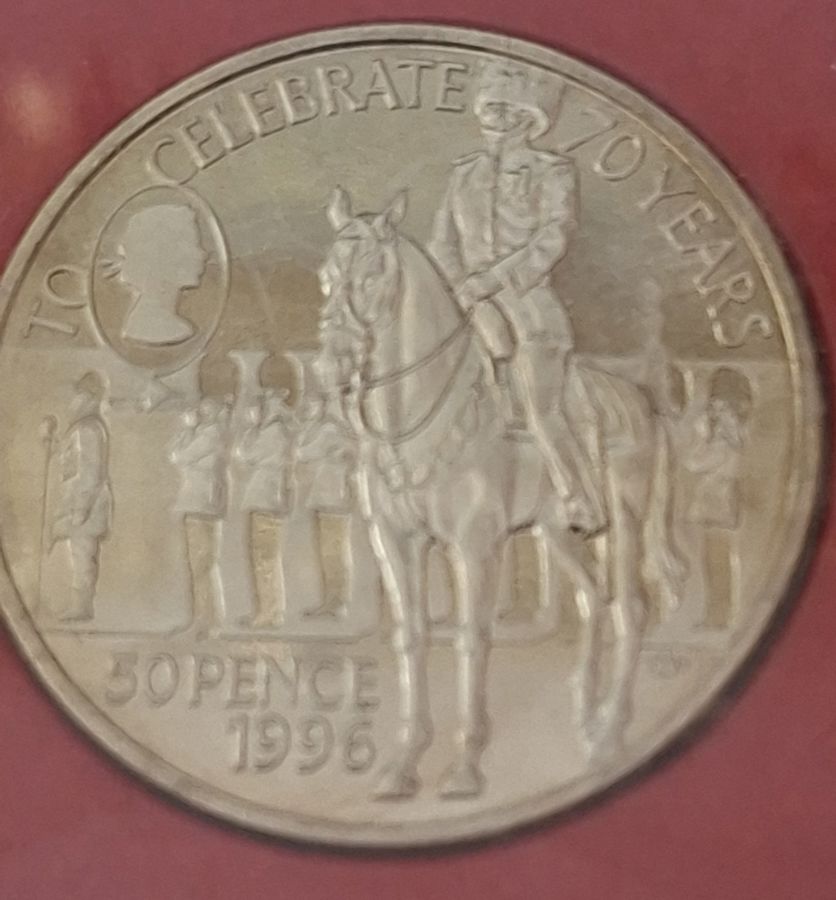 TO CELEBRATE 70 YEARS
50 PENCE
1996